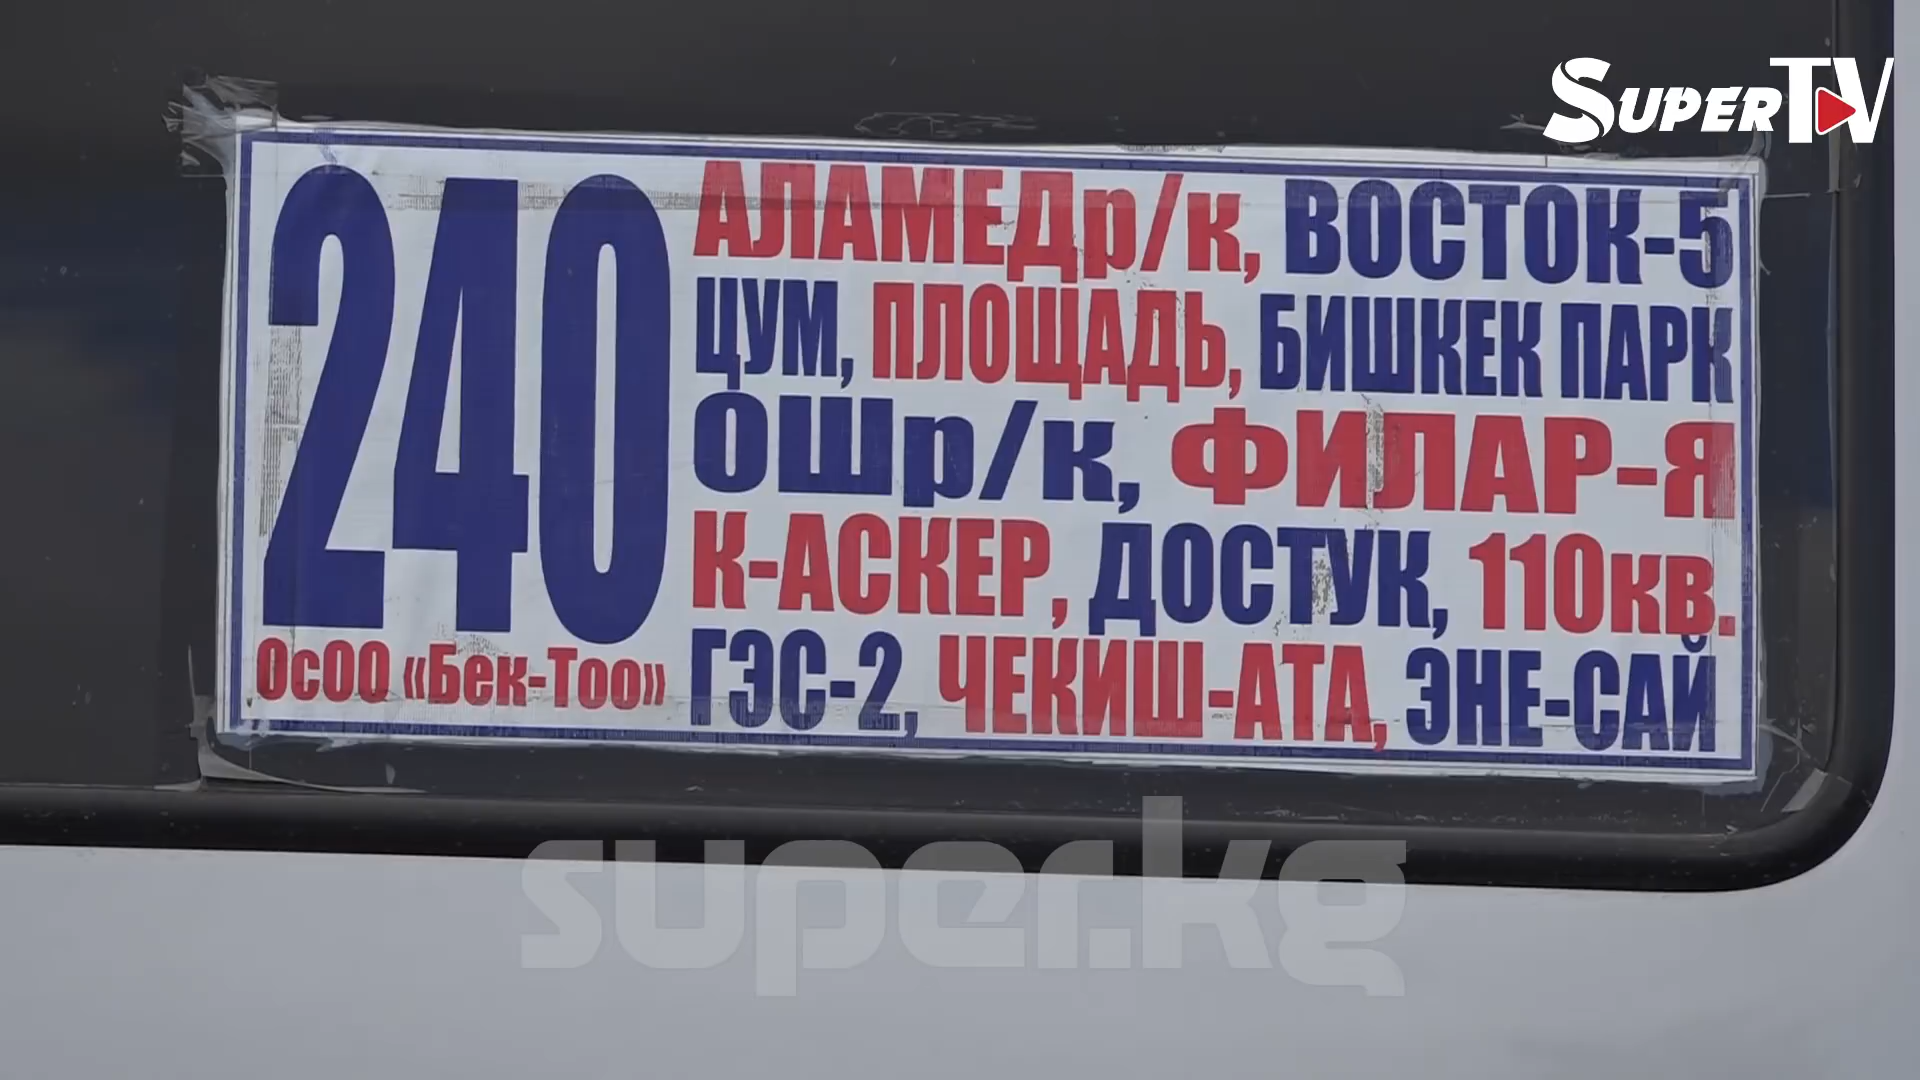 SUPERTV
240
АЛАМЕДр/к, ВОСТОК-5
ЦУМ, ПЛОЩАДЬ, БИШКЕК ПАРК
ОШр/к, ФИЛАР-Я
К-АСКЕР, ДОСТУК, 110кв.
ГЭС-2, ЧЕКИШ-АТА, ЭНЕ-САЙ
ОсОО «Бек-Тоо»
super.kg